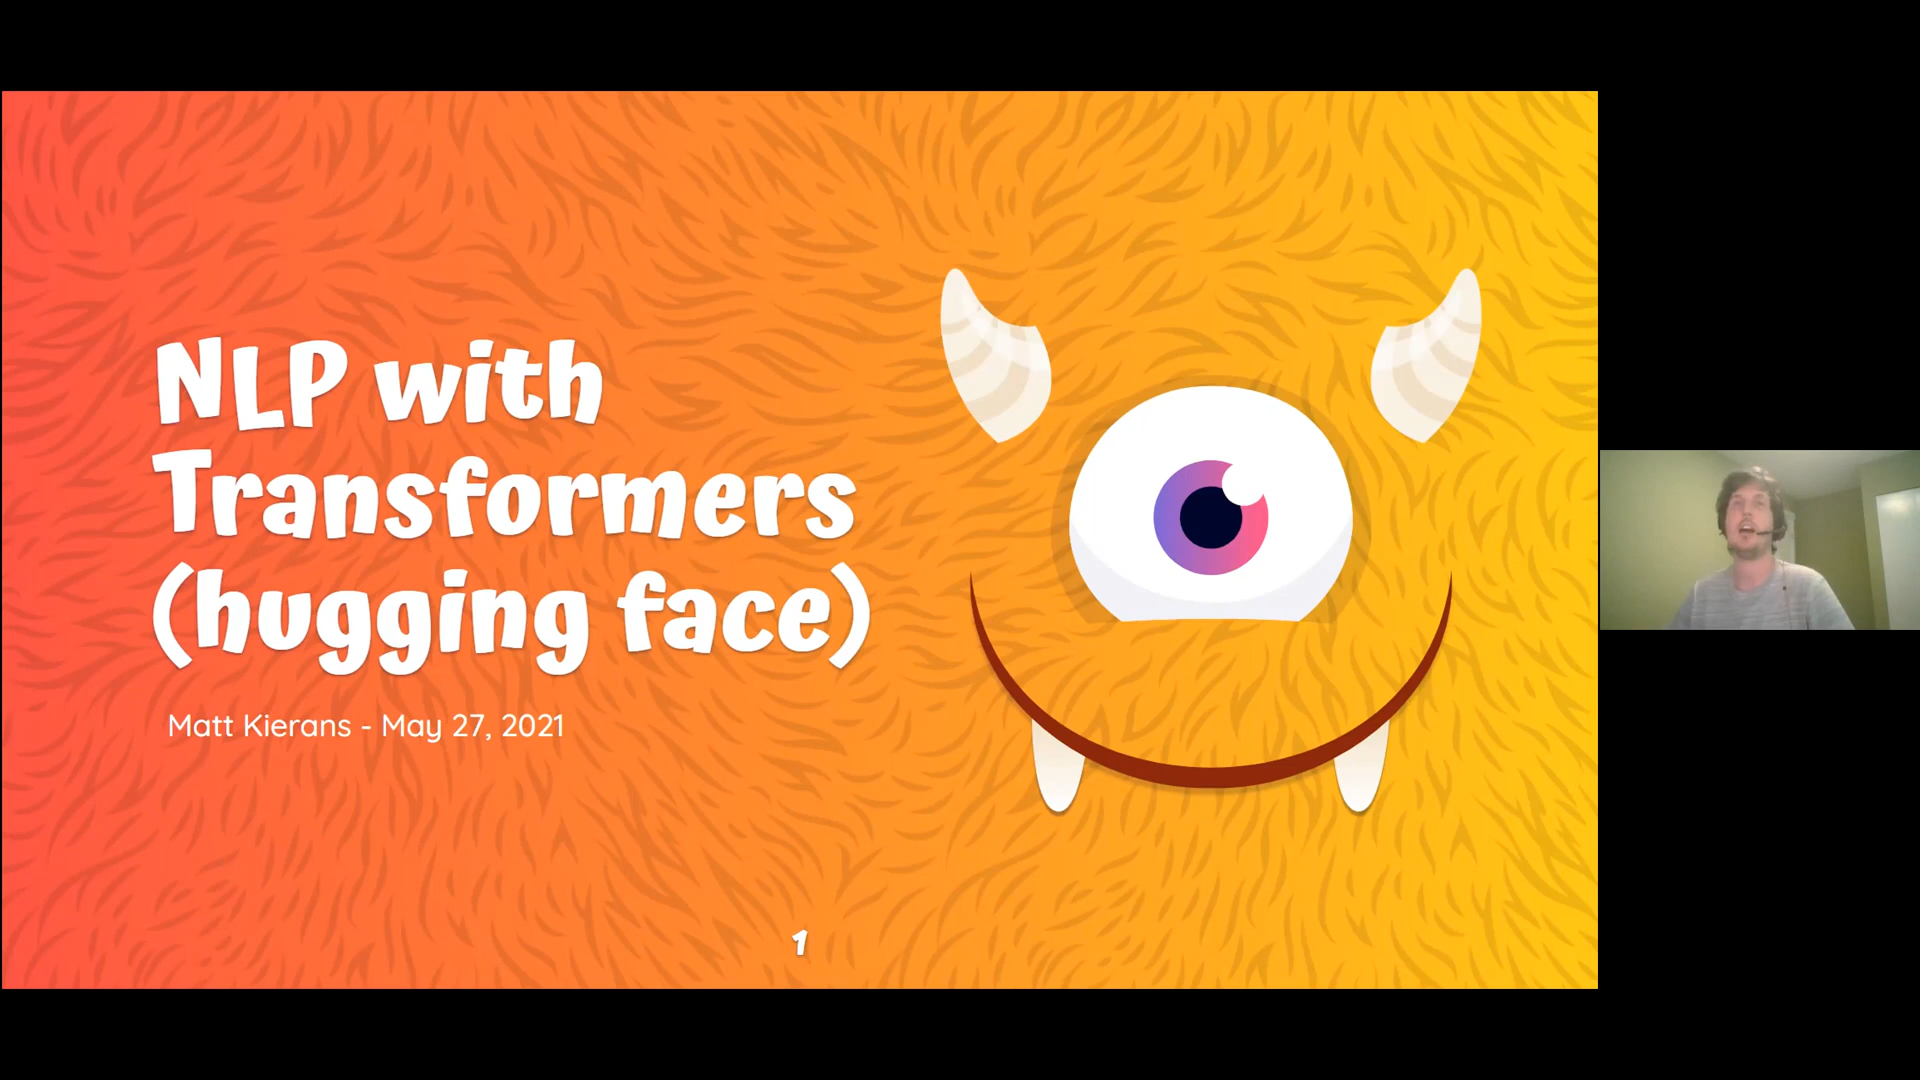 NLP with
Transformers
(hugging face)
Matt Kierans - May 27, 2021
1